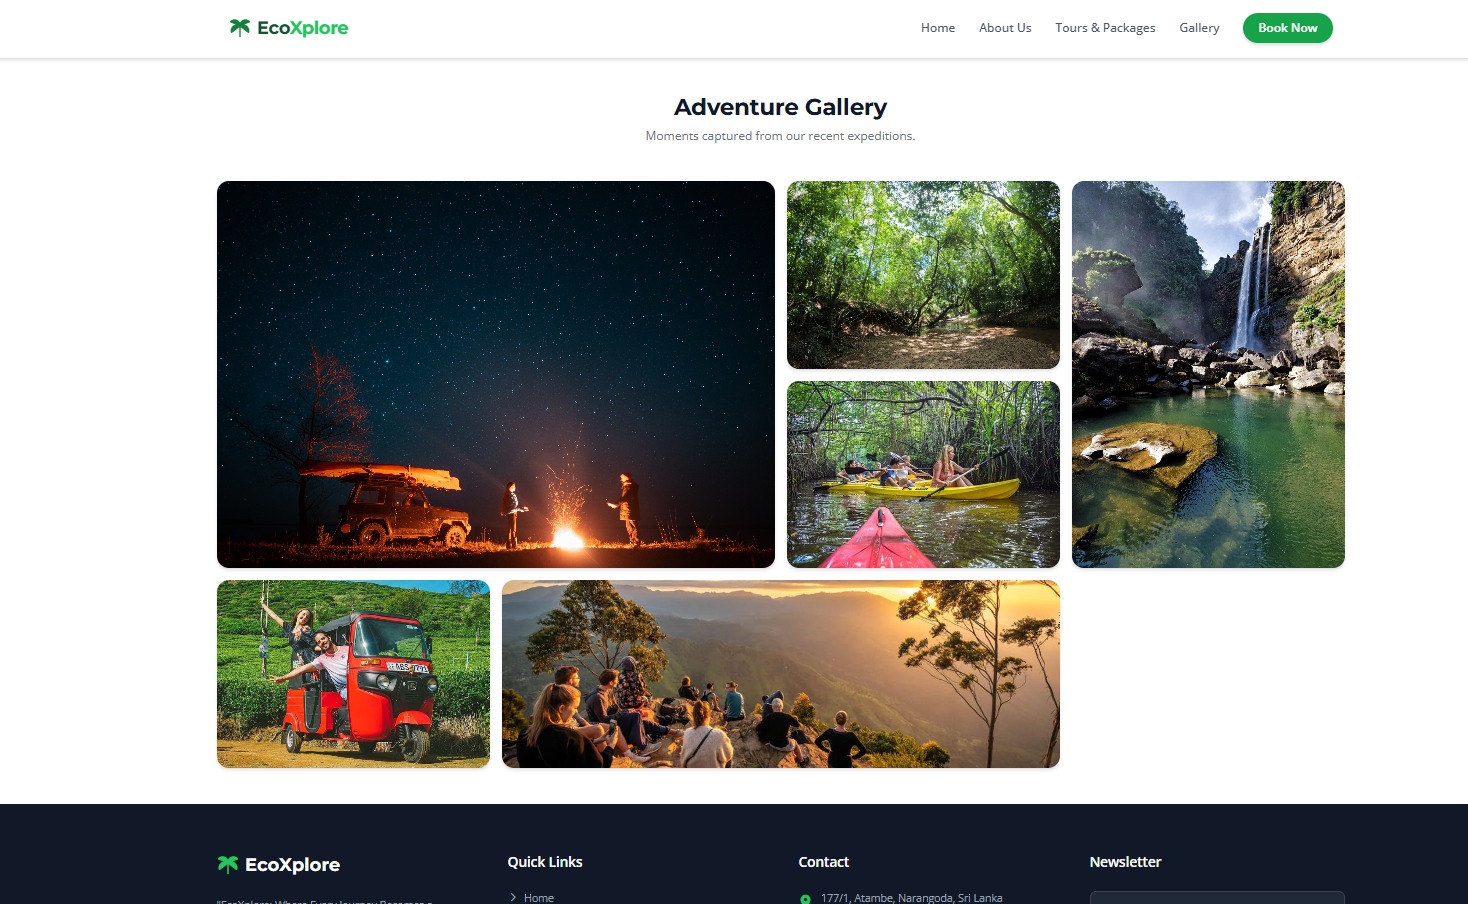 EcoXplore
Home
About Us
Tours & Packages
Gallery
Book Now
Adventure Gallery
Moments captured from our recent expeditions.
EcoXplore
Quick Links
Contact
Newsletter
Home
177/1, Atambe, Narangoda, Sri Lanka